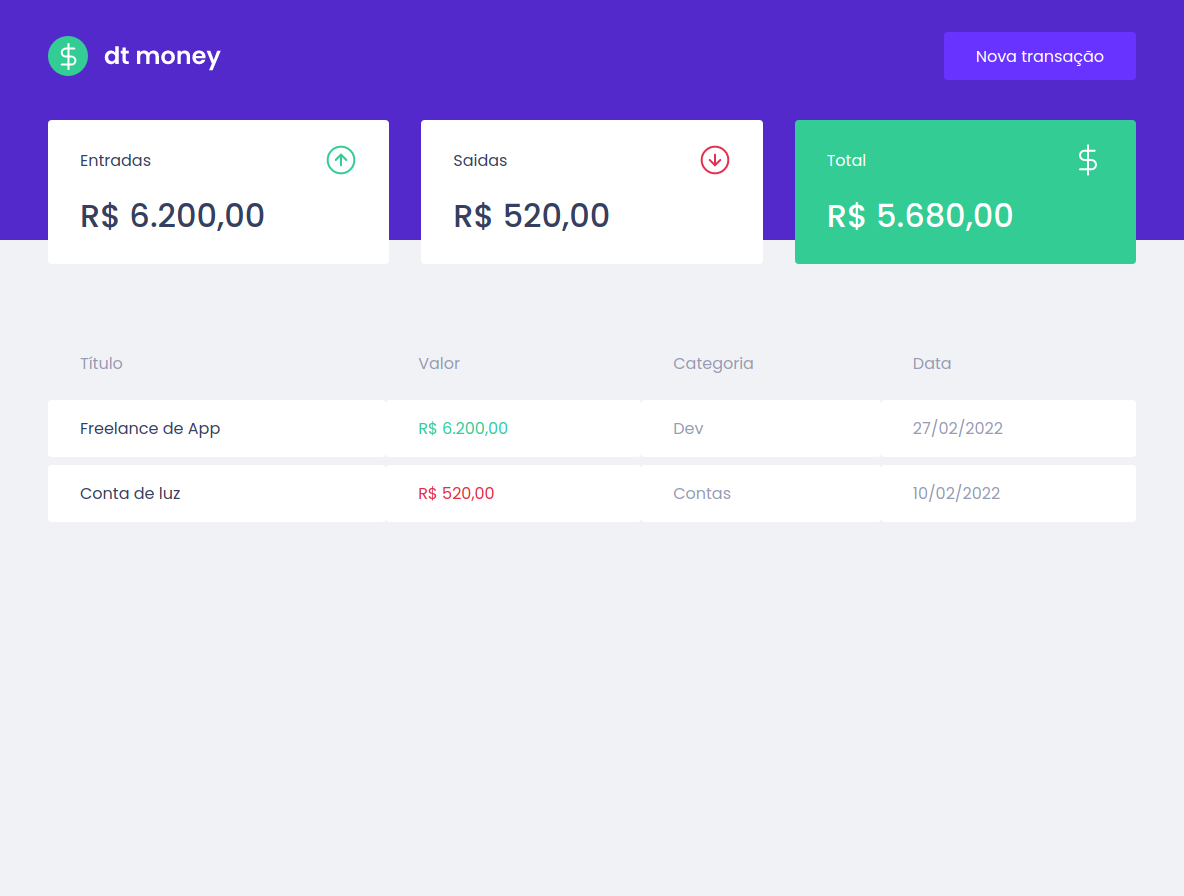 dt money
Nova transação
Entradas
R$ 6.200,00
Saidas
R$ 520,00
Total
R$ 5.680,00
Título Valor Categoria Data
Freelance de App R$ 6.200,00 Dev 27/02/2022
Conta de luz R$ 520,00 Contas 10/02/2022